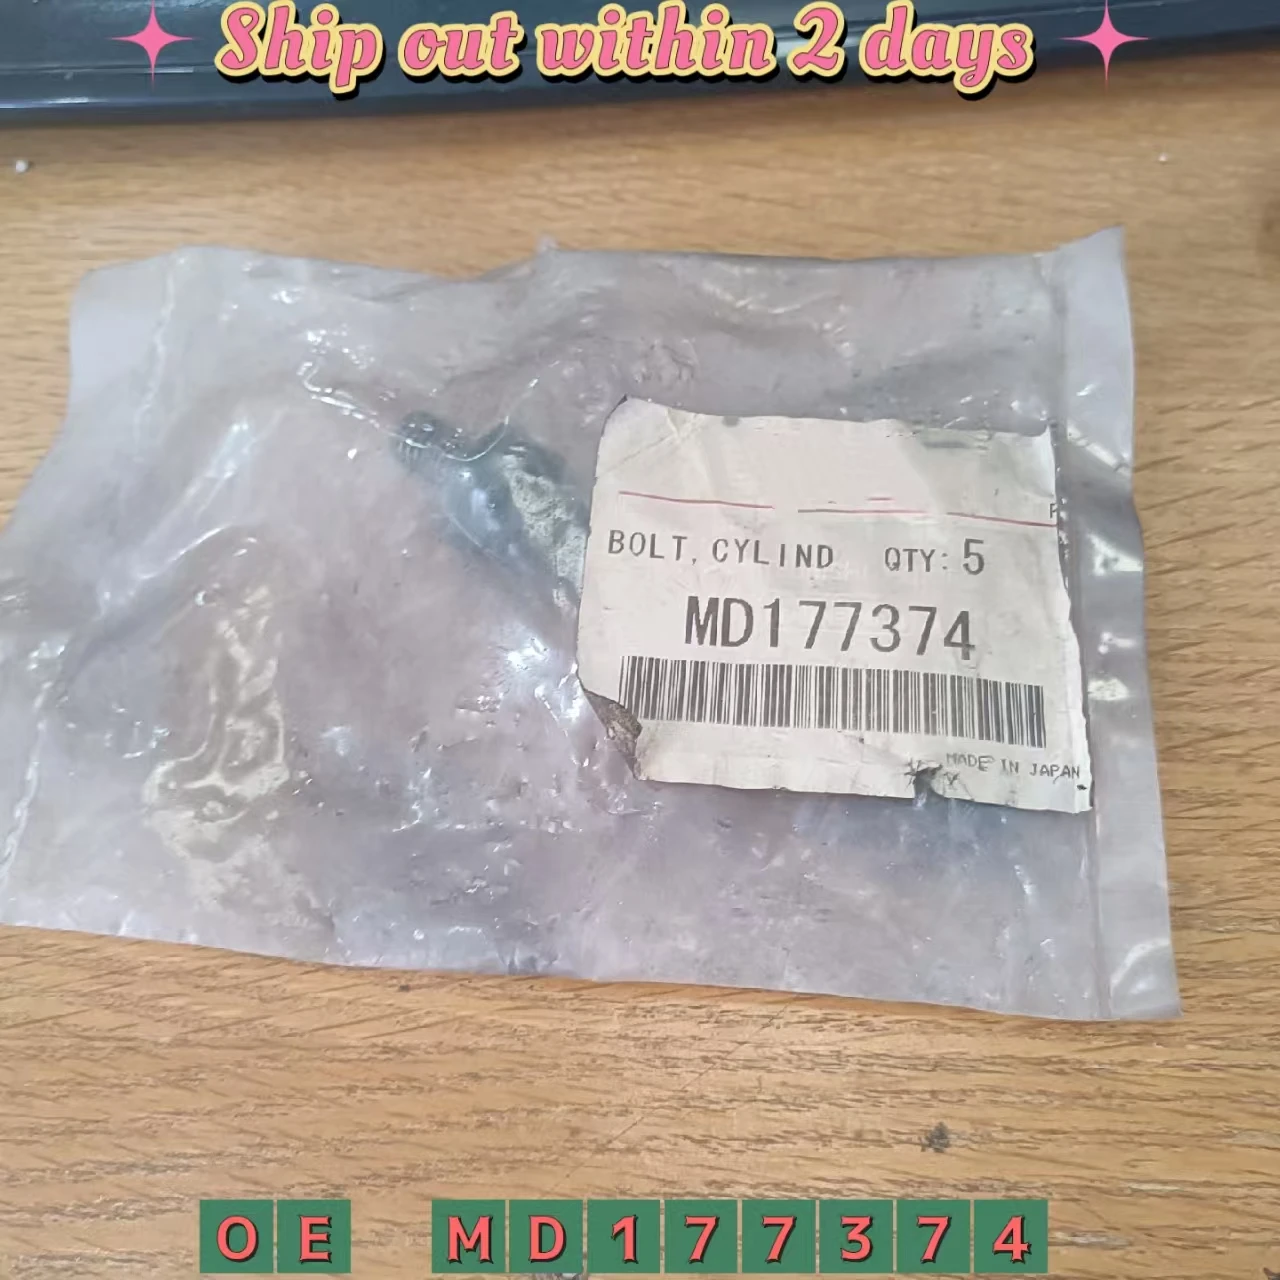 Ship out within 2 days
BOLT, CYLIND QTY: 5
MD177374
MADE IN JAPAN
OE MD177374